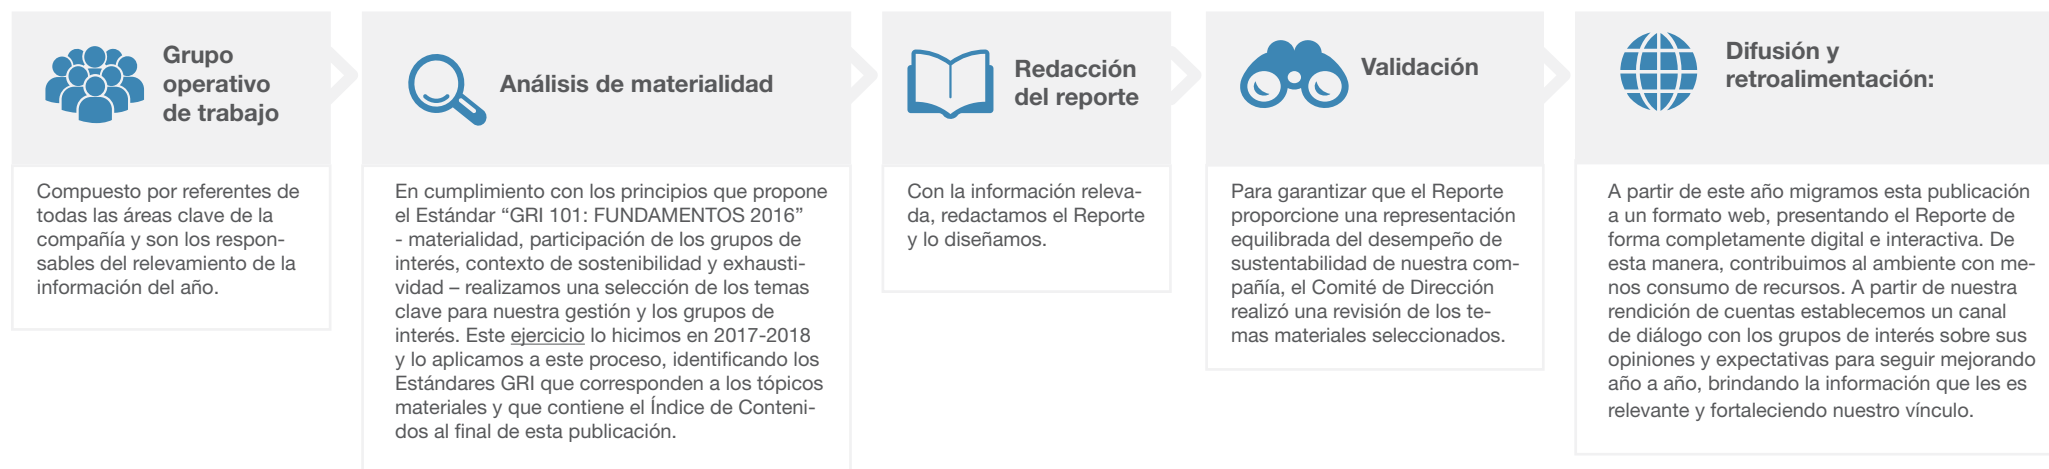 Grupo
operativo
de trabajo
Compuesto por referentes de
todas las áreas clave de la
compañía y son los respon-
sables del relevamiento de la
información del año.
Análisis de materialidad
En cumplimiento con los principios que propone
el Estándar “GRI 101: FUNDAMENTOS 2016”
- materialidad, participación de los grupos de
interés, contexto de sostenibilidad y exhausti-
vidad – realizamos una selección de los temas
clave para nuestra gestión y los grupos de
interés. Este ejercicio lo hicimos en 2017-2018
y lo aplicamos a este proceso, identificando los
Estándares GRI que corresponden a los tópicos
materiales y que contiene el Índice de Conteni-
dos al final de esta publicación.
Redacción
del reporte
Con la información releva-
da, redactamos el Reporte
y lo diseñamos.
Validación
Para garantizar que el Reporte
proporcione una representación
equilibrada del desempeño de
sustentabilidad de nuestra com-
pañía, el Comité de Dirección
realizó una revisión de los te-
mas materiales seleccionados.
Difusión y
retroalimentación:
A partir de este año migramos esta publicación
a un formato web, presentando el Reporte de
forma completamente digital e interactiva. De
esta manera, contribuimos al ambiente con me-
nos consumo de recursos. A partir de nuestra
rendición de cuentas establecemos un canal
de diálogo con los grupos de interés sobre sus
opiniones y expectativas para seguir mejorando
año a año, brindando la información que les es
relevante y fortaleciendo nuestro vínculo.